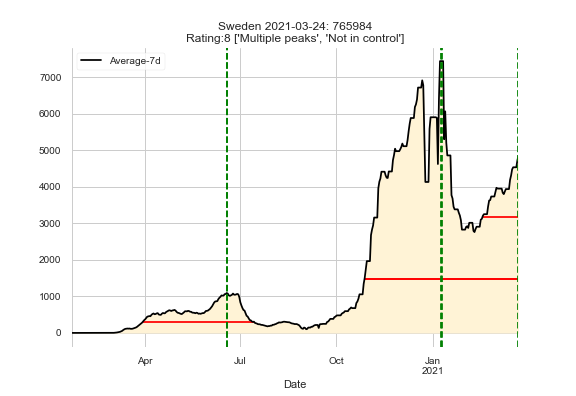 Sweden 2021-03-24: 765984
Rating:8 ['Multiple peaks', 'Not in control']
Average-7d
7000
6000
5000
4000
3000
2000
1000
0
Apr
Jul
Oct
Jan
2021
Date